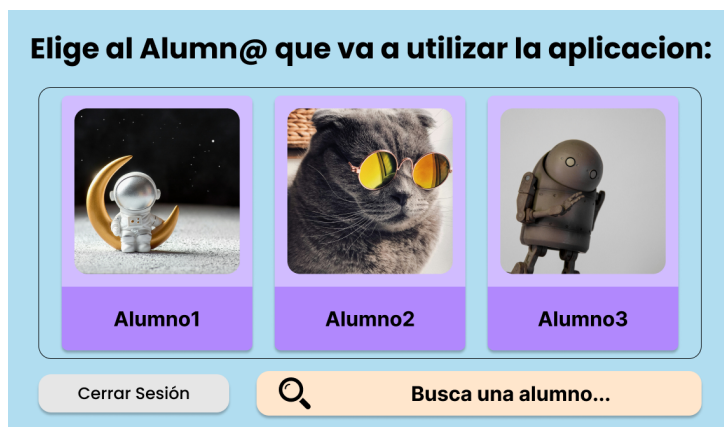 Elige al Alumn@ que va a utilizar la aplicacion:
Alumno1
Alumno2
Alumno3
Cerrar Sesión
Busca una alumno...